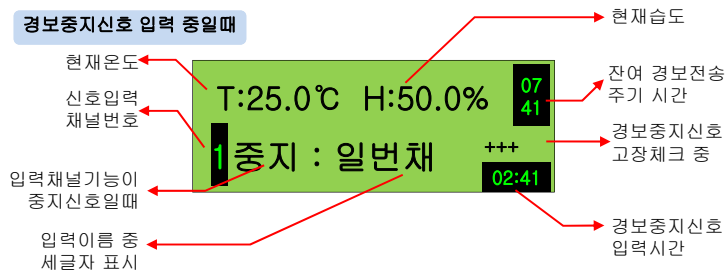 경보중지신호 입력 중일때
현재온도
신호입력
채널번호
입력채널기능이
중지신호일때
입력이름 중
세글자 표시
T:25.0℃ H:50.0%
07
41
1 중지 : 일번채
+++
02:41
현재습도
잔여 경보전송
주기 시간
경보중지신호
고장체크 중
경보중지신호
입력시간